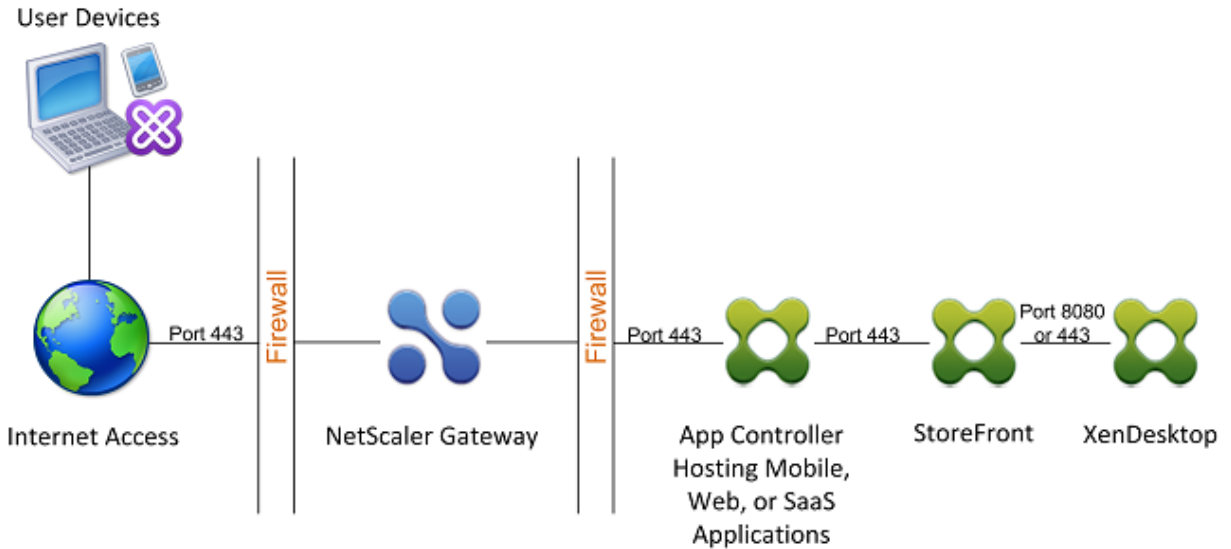 User Devices
Port 443
Firewall
Firewall
Port 443
Port 443
Port 8080
or 443
Internet Access
NetScaler Gateway
App Controller
Hosting Mobile,
Web, or SaaS
Applications
StoreFront
XenDesktop